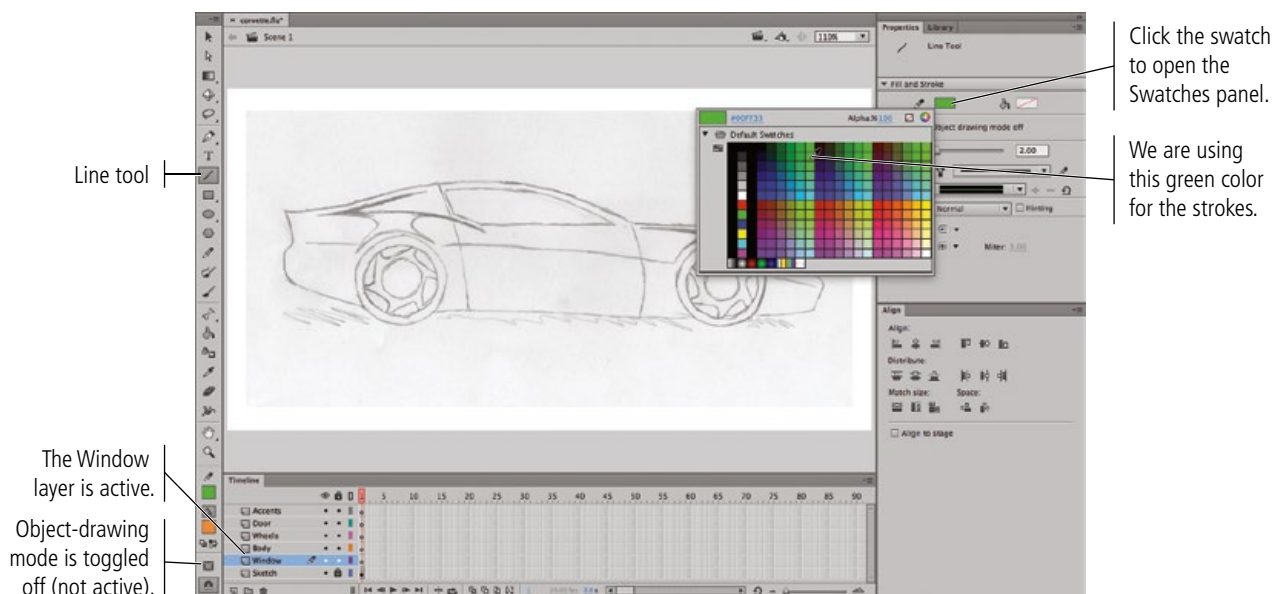 corvette.fla*
Scene 1
110%
Properties Library
Line Tool
Fill and Stroke
#00FF33 Alpha:% 100
Default Swatches
Object drawing mode off
2.00
Normal Hinting
Miter: 3.00
Align
Align:
Distribute:
Match size: Space:
Align to stage
Timeline
5 10 15 20 25 30 35 40 45 50 55 60 65 70 75 80 85 90
Accents
Door
Wheels
Body
Window
Sketch
1
Line tool
The Window
layer is active.
Object-drawing
mode is toggled
off (not active).
Click the swatch
to open the
Swatches panel.
We are using
this green color
for the strokes.